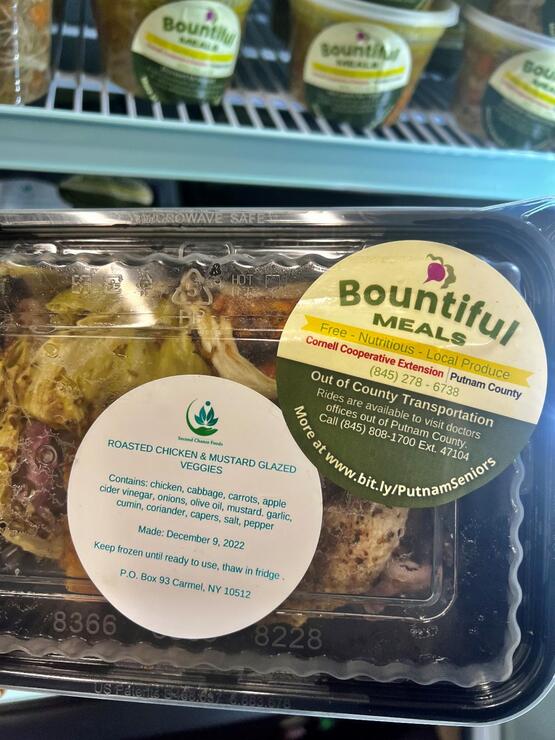 Bountiful
MEALS
Bountiful
MEALS
MICROWAVE SAFE
Bountiful
MEALS
Free - Nutritious - Local Produce
Cornell Cooperative Extension | Putnam County
(845) 278 - 6738
Out of County Transportation
Rides are available to visit doctors
offices out of Putnam County.
Call (845) 808-1700 Ext. 47104
More at www.bit.ly/PutnamSeniors
Second Chance Foods
ROASTED CHICKEN & MUSTARD GLAZED
VEGGIES
Contains: chicken, cabbage, carrots, apple
cider vinegar, onions, olive oil, mustard, garlic,
cumin, coriander, capers, salt, pepper
Made: December 9, 2022
Keep frozen until ready to use, thaw in fridge .
P.O. Box 93 Carmel, NY 10512
8366 8228